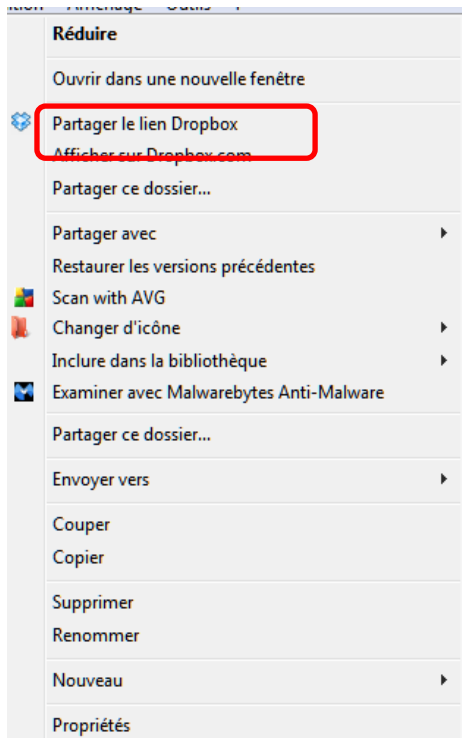 Réduire
Ouvrir dans une nouvelle fenêtre
Partager le lien Dropbox
Afficher sur Dropbox.com
Partager ce dossier...
Partager avec
Restaurer les versions précédentes
Scan with AVG
Changer d'icône
Inclure dans la bibliothèque
Examiner avec Malwarebytes Anti-Malware
Partager ce dossier...
Envoyer vers
Couper
Copier
Supprimer
Renommer
Nouveau
Propriétés